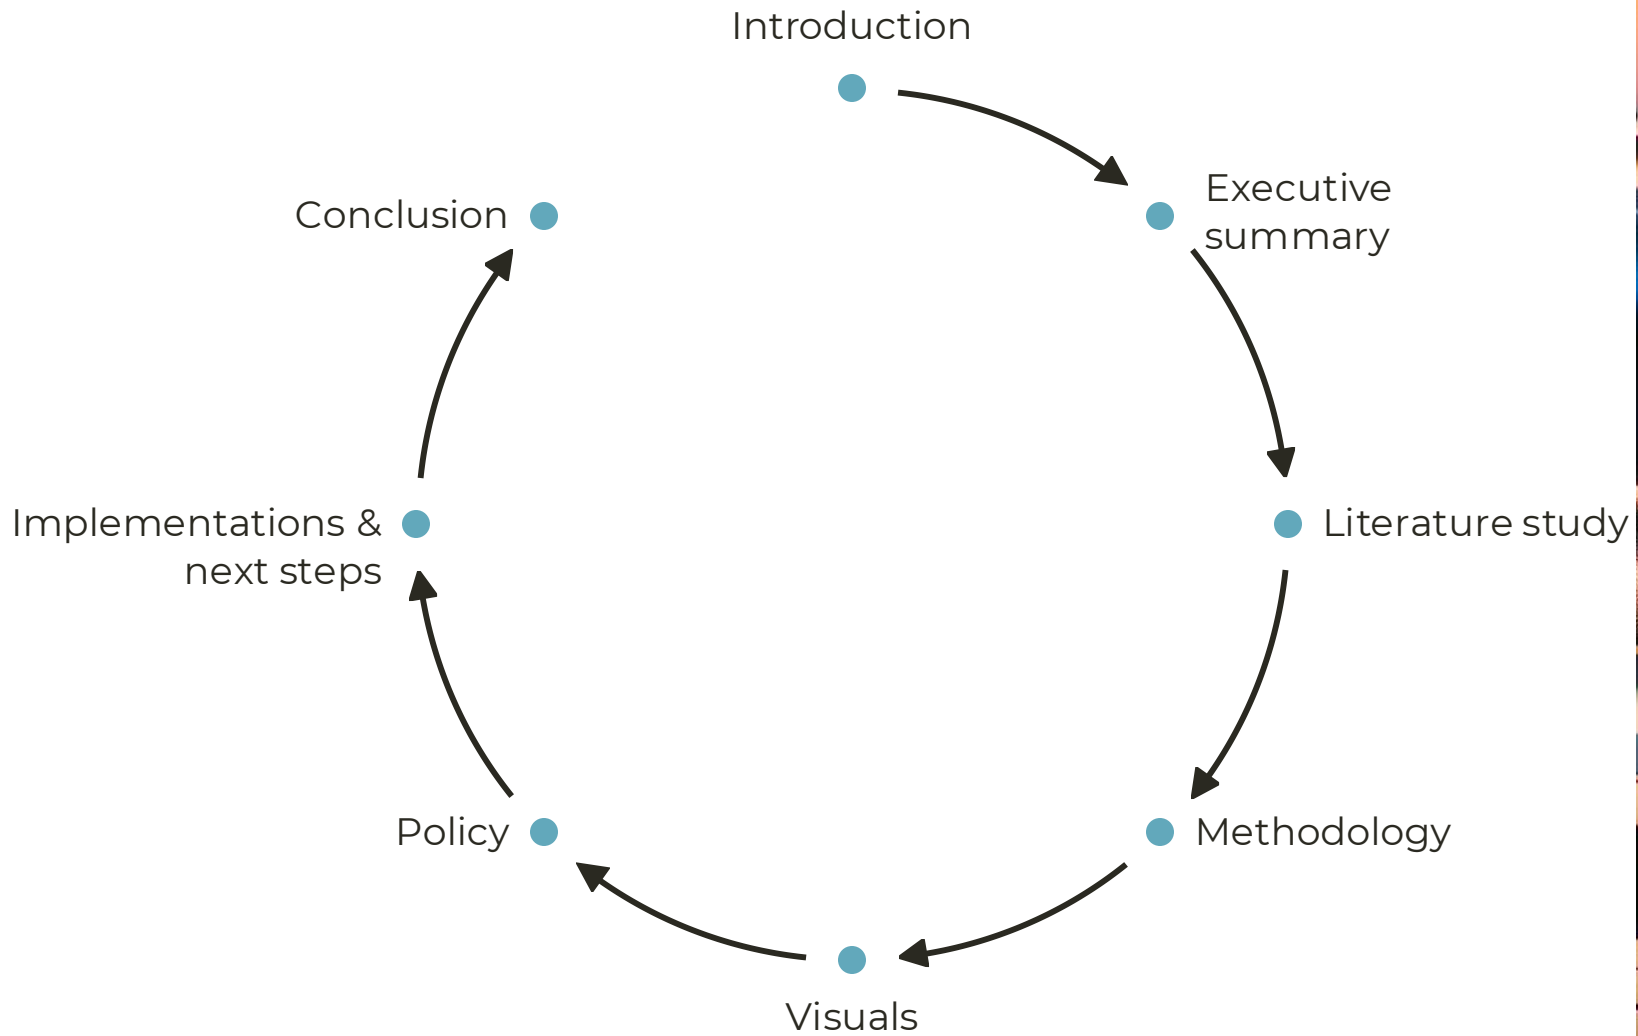 Introduction
Executive
summary
Literature study
Methodology
Visuals
Policy
Implementations &
next steps
Conclusion